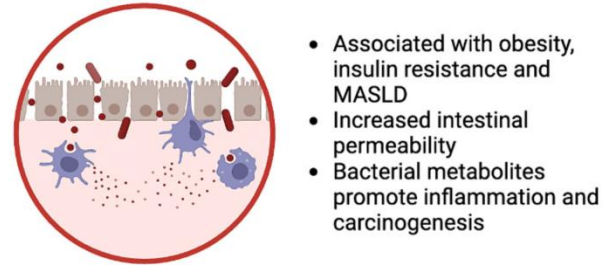 • Associated with obesity,
insulin resistance and
MASLD
• Increased intestinal
permeability
• Bacterial metabolites
promote inflammation and
carcinogenesis